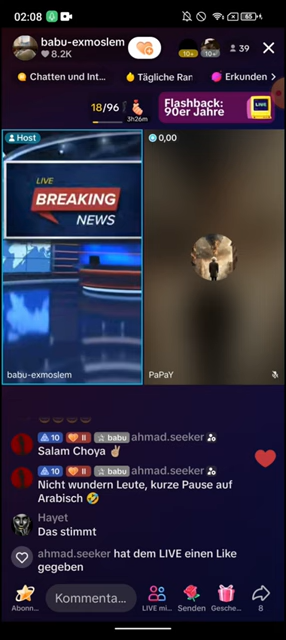 02:08
65
babu-exmoslem
8.2K
10+
10+
39
Chatten und Int...
Tägliche Ran
Erkunden
18/96
3h26m
Flashback:
90er Jahre
LIVE
Host
0,00
LIVE
BREAKING
NEWS
babu-exmoslem
PaPaY
10 II babu ahmad.seeker
Salam Choya ✌🏼
10 II babu ahmad.seeker
Nicht wundern Leute, kurze Pause auf
Arabisch 🤣
Hayet
Das stimmt
ahmad.seeker hat dem LIVE einen Like
gegeben
Abonn...
Kommenta...
LIVE mi...
Senden
Gesche...
8